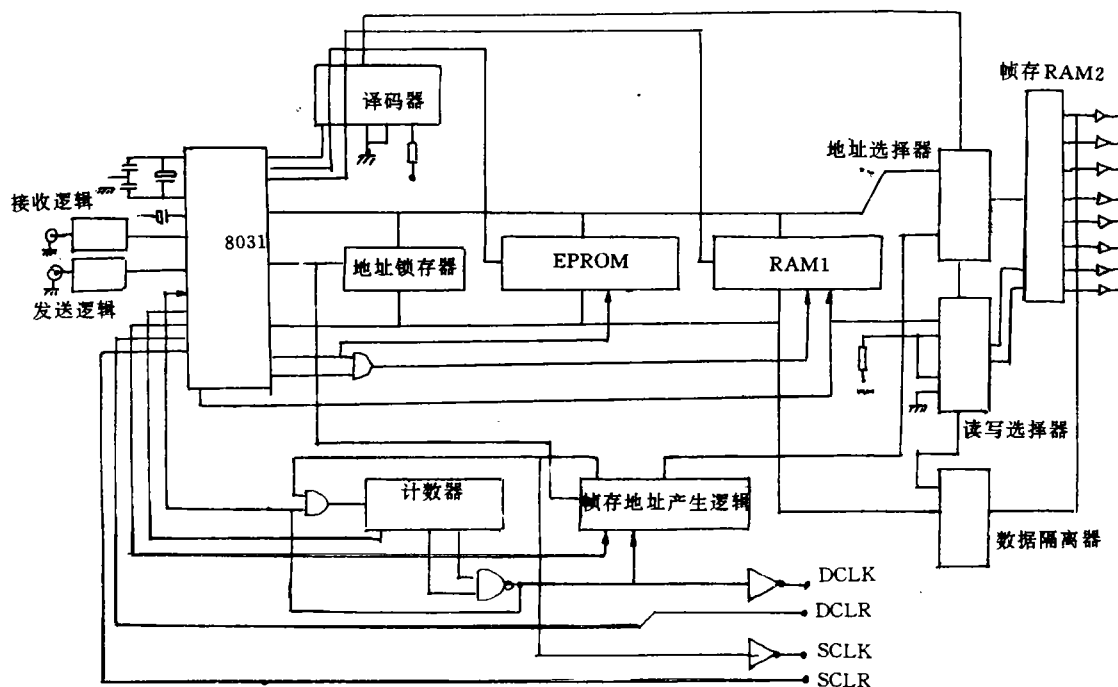 译码器
帧存RAM2
地址选择器
接收逻辑
8031
地址锁存器
EPROM
RAM1
发送逻辑
读写选择器
计数器
帧存地址产生逻辑
数据隔离器
DCLK
DCLR
SCLK
SCLR